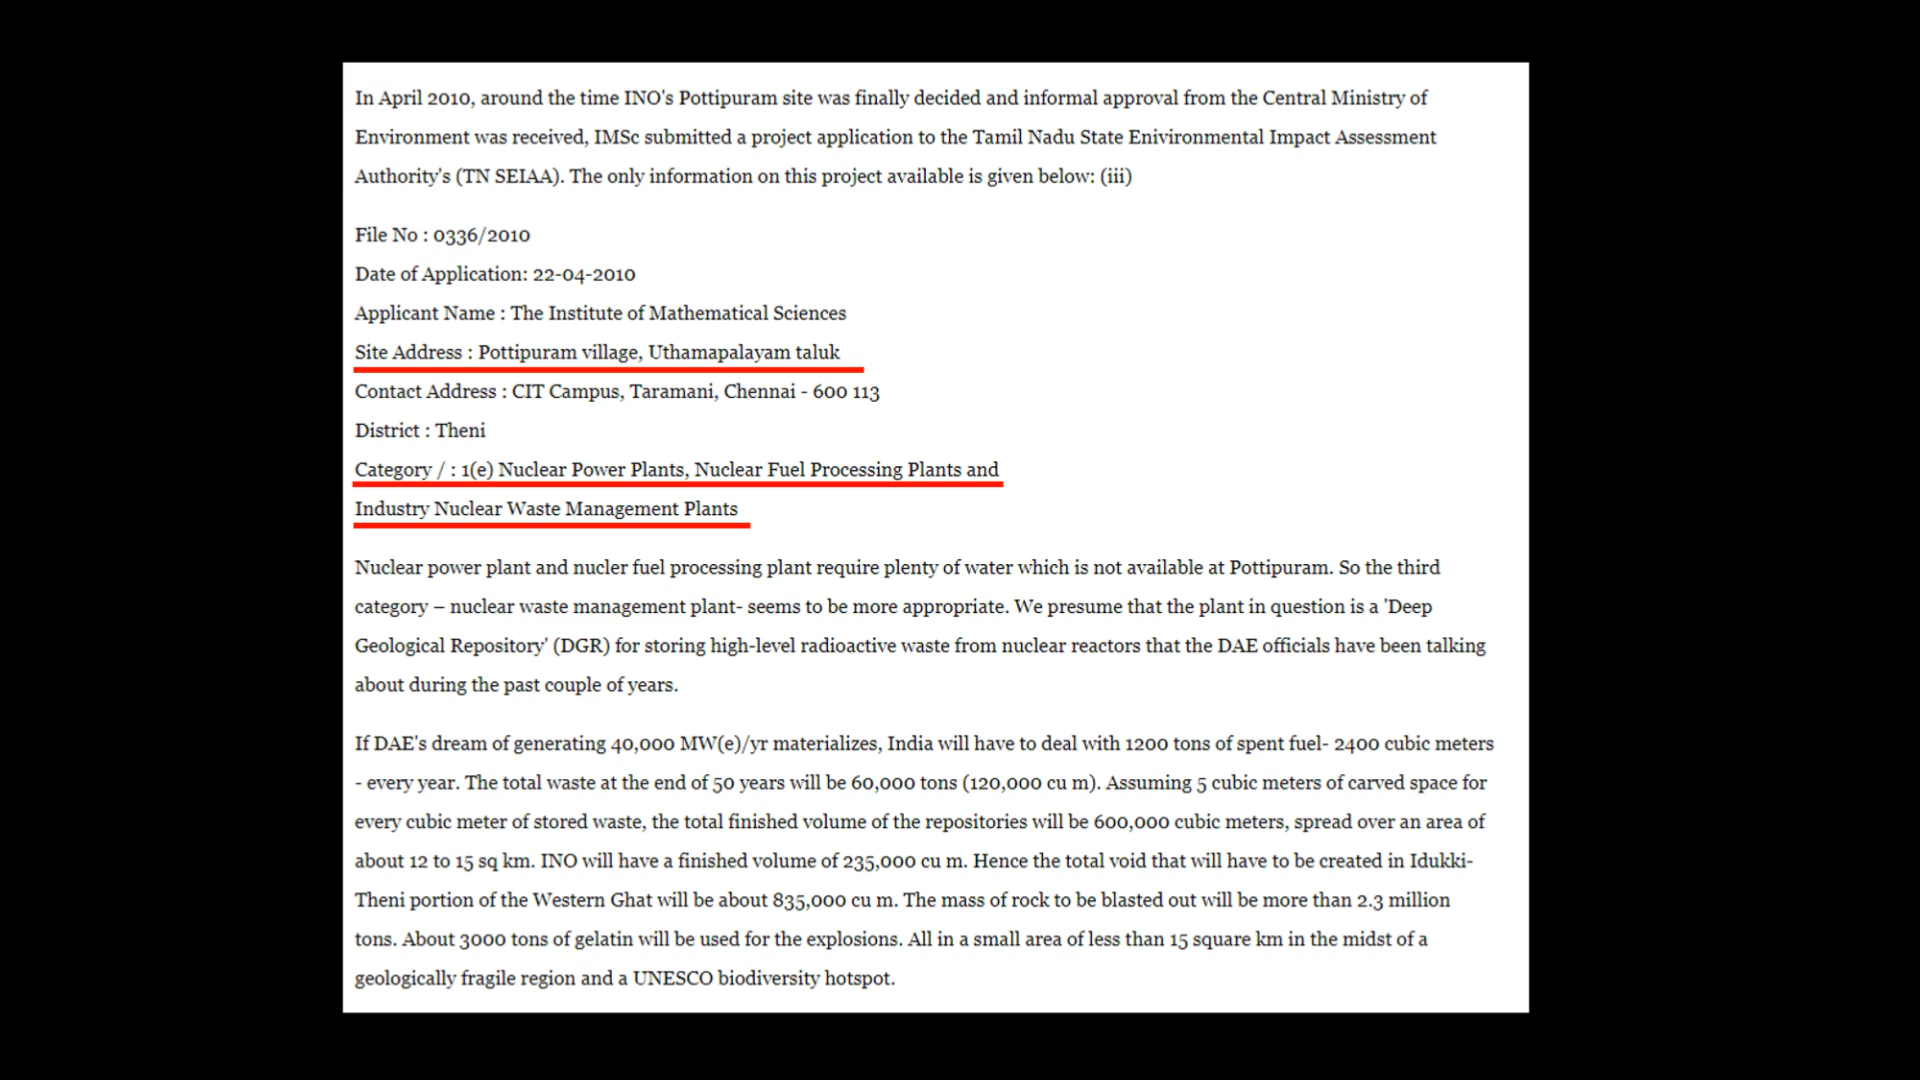 In April 2010, around the time INO's Pottipuram site was finally decided and informal approval from the Central Ministry of
Environment was received, IMSc submitted a project application to the Tamil Nadu State Enivironmental Impact Assessment
Authority's (TN SEIAA). The only information on this project available is given below: (iii)
File No : 0336/2010
Date of Application: 22-04-2010
Applicant Name : The Institute of Mathematical Sciences
Site Address : Pottipuram village, Uthamapalayam taluk
Contact Address : CIT Campus, Taramani, Chennai - 600 113
District : Theni
Category / : 1(e) Nuclear Power Plants, Nuclear Fuel Processing Plants and
Industry Nuclear Waste Management Plants
Nuclear power plant and nucler fuel processing plant require plenty of water which is not available at Pottipuram. So the third
category – nuclear waste management plant- seems to be more appropriate. We presume that the plant in question is a 'Deep
Geological Repository' (DGR) for storing high-level radioactive waste from nuclear reactors that the DAE officials have been talking
about during the past couple of years.
If DAE's dream of generating 40,000 MW(e)/yr materializes, India will have to deal with 1200 tons of spent fuel- 2400 cubic meters
- every year. The total waste at the end of 50 years will be 60,000 tons (120,000 cu m). Assuming 5 cubic meters of carved space for
every cubic meter of stored waste, the total finished volume of the repositories will be 600,000 cubic meters, spread over an area of
about 12 to 15 sq km. INO will have a finished volume of 235,000 cu m. Hence the total void that will have to be created in Idukki-
Theni portion of the Western Ghat will be about 835,000 cu m. The mass of rock to be blasted out will be more than 2.3 million
tons. About 3000 tons of gelatin will be used for the explosions. All in a small area of less than 15 square km in the midst of a
geologically fragile region and a UNESCO biodiversity hotspot.